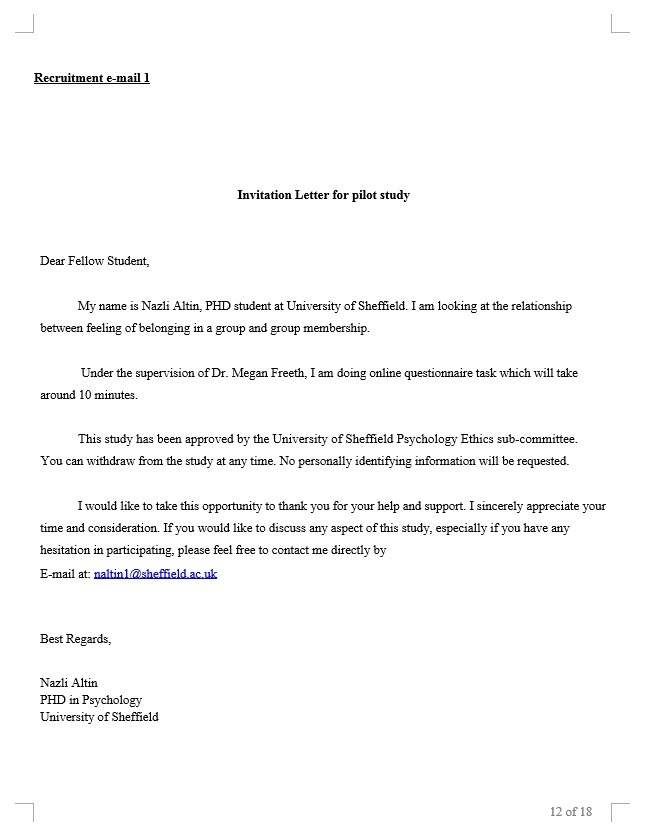 Recruitment e-mail 1
Invitation Letter for pilot study
Dear Fellow Student,
My name is Nazli Altin, PHD student at University of Sheffield. I am looking at the relationship
between feeling of belonging in a group and group membership.
Under the supervision of Dr. Megan Freeth, I am doing online questionnaire task which will take
around 10 minutes.
This study has been approved by the University of Sheffield Psychology Ethics sub-committee.
You can withdraw from the study at any time. No personally identifying information will be requested.
I would like to take this opportunity to thank you for your help and support. I sincerely appreciate your
time and consideration. If you would like to discuss any aspect of this study, especially if you have any
hesitation in participating, please feel free to contact me directly by
E-mail at: naltin1@sheffield.ac.uk
Best Regards,
Nazli Altin
PHD in Psychology
University of Sheffield
12 of 18